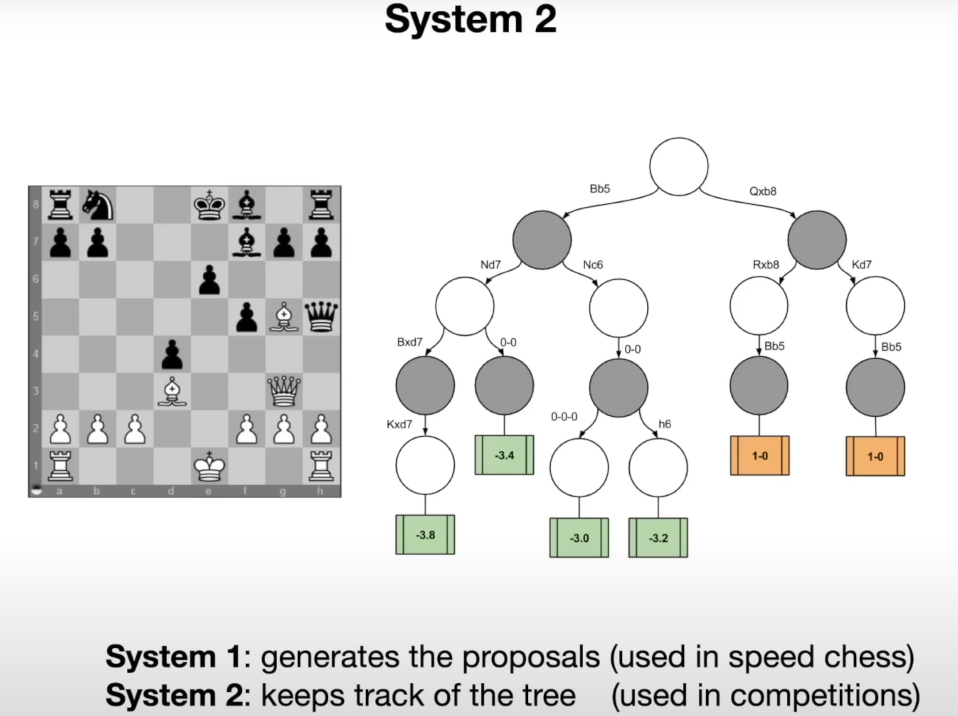 System 2
Bb5 Qxb8
Nd7 Nc6 Rxb8 Kd7
Bxd7 0-0 0-0 Bb5 Bb5
Kxd7 0-0-0 h6
-3.4 1-0 1-0
-3.8 -3.0 -3.2
8
7
6
5
4
3
2
1
a b c d e f g h
System 1: generates the proposals (used in speed chess)
System 2: keeps track of the tree (used in competitions)